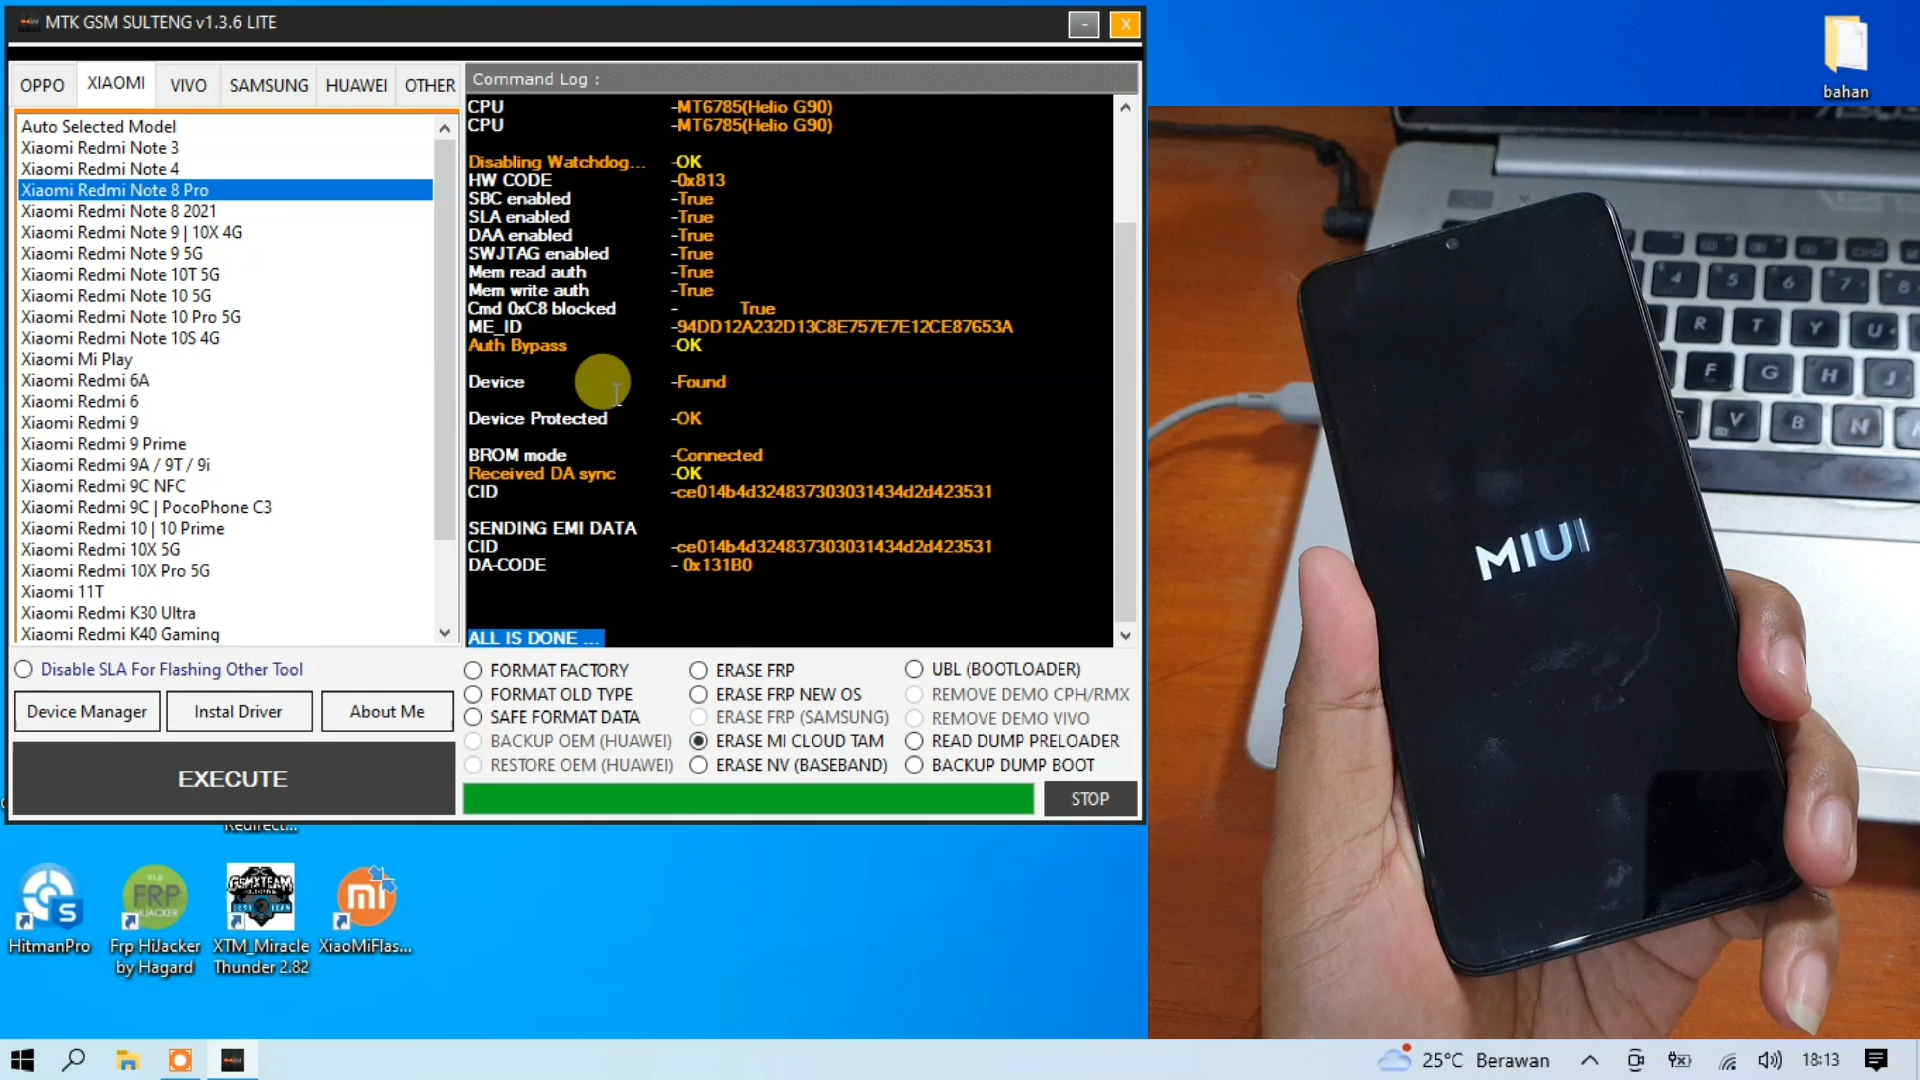 MTK GSM SULTENG v1.3.6 LITE
-
X
bahan
OPPO
XIAOMI
VIVO
SAMSUNG
HUAWEI
OTHER
Command Log :
Auto Selected Model
Xiaomi Redmi Note 3
Xiaomi Redmi Note 4
Xiaomi Redmi Note 8 Pro
Xiaomi Redmi Note 8 2021
Xiaomi Redmi Note 9 | 10X 4G
Xiaomi Redmi Note 9 5G
Xiaomi Redmi Note 10T 5G
Xiaomi Redmi Note 10 5G
Xiaomi Redmi Note 10 Pro 5G
Xiaomi Redmi Note 10S 4G
Xiaomi Mi Play
Xiaomi Redmi 6A
Xiaomi Redmi 6
Xiaomi Redmi 9
Xiaomi Redmi 9 Prime
Xiaomi Redmi 9A / 9T / 9i
Xiaomi Redmi 9C NFC
Xiaomi Redmi 9C | PocoPhone C3
Xiaomi Redmi 10 | 10 Prime
Xiaomi Redmi 10X 5G
Xiaomi Redmi 10X Pro 5G
Xiaomi 11T
Xiaomi Redmi K30 Ultra
Xiaomi Redmi K40 Gaming
CPU -MT6785(Helio G90)
CPU -MT6785(Helio G90)
Disabling Watchdog... -OK
HW CODE -0x813
SBC enabled -True
SLA enabled -True
DAA enabled -True
SWJTAG enabled -True
Mem read auth -True
Mem write auth -True
Cmd 0xC8 blocked - True
ME_ID -94DD12A232D13C8E757E7E12CE87653A
Auth Bypass -OK
Device -Found
Device Protected -OK
BROM mode -Connected
Received DA sync -OK
CID -ce014b4d324837303031434d2d423531
SENDING EMI DATA
CID -ce014b4d324837303031434d2d423531
DA-CODE - 0x131B0
ALL IS DONE ...
Disable SLA For Flashing Other Tool
Device Manager
Instal Driver
About Me
EXECUTE
FORMAT FACTORY
ERASE FRP
UBL (BOOTLOADER)
FORMAT OLD TYPE
ERASE FRP NEW OS
REMOVE DEMO CPH/RMX
SAFE FORMAT DATA
ERASE FRP (SAMSUNG)
REMOVE DEMO VIVO
BACKUP OEM (HUAWEI)
ERASE MI CLOUD TAM
READ DUMP PRELOADER
RESTORE OEM (HUAWEI)
ERASE NV (BASEBAND)
BACKUP DUMP BOOT
STOP
Redirect...
V1.0
FRP
HIJACKER
GSMXTEAM
mi
HitmanPro
Frp HiJacker
by Hagard
XTM_Miracle
Thunder 2.82
XiaoMiFlas...
MIUI
4
5
6
7
8
R
T
Y
U
F
G
H
J
C
V
B
N
25°C Berawan
18:13